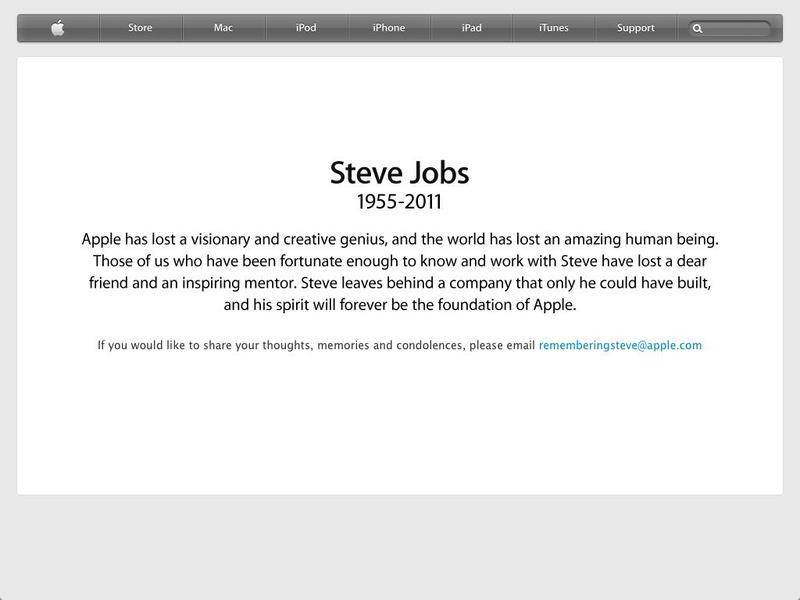 Store Mac iPod iPhone iPad iTunes Support
Steve Jobs
1955-2011
Apple has lost a visionary and creative genius, and the world has lost an amazing human being.
Those of us who have been fortunate enough to know and work with Steve have lost a dear
friend and an inspiring mentor. Steve leaves behind a company that only he could have built,
and his spirit will forever be the foundation of Apple.
If you would like to share your thoughts, memories and condolences, please email rememberingsteve@apple.com